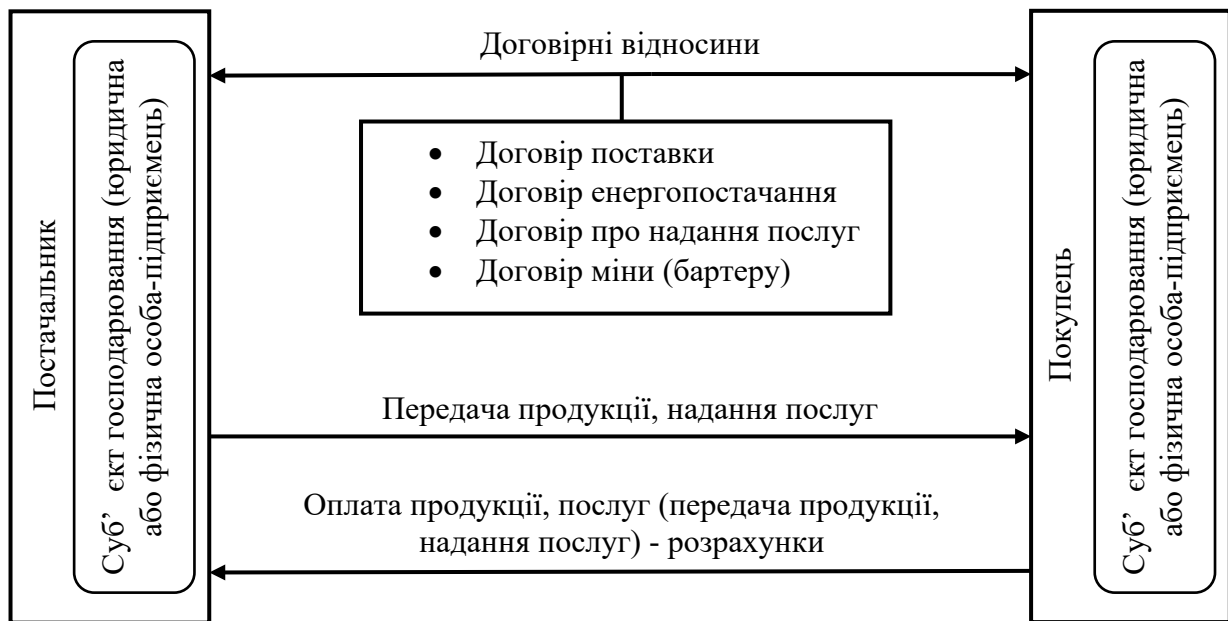 Постачальник
Суб’ єкт господарювання (юридична
або фізична особа-підприємець)
Договірні відносини
• Договір поставки
• Договір енергопостачання
• Договір про надання послуг
• Договір міни (бартеру)
Передача продукції, надання послуг
Оплата продукції, послуг (передача продукції,
надання послуг) - розрахунки
Покупець
Суб’ єкт господарювання (юридична
або фізична особа-підприємець)